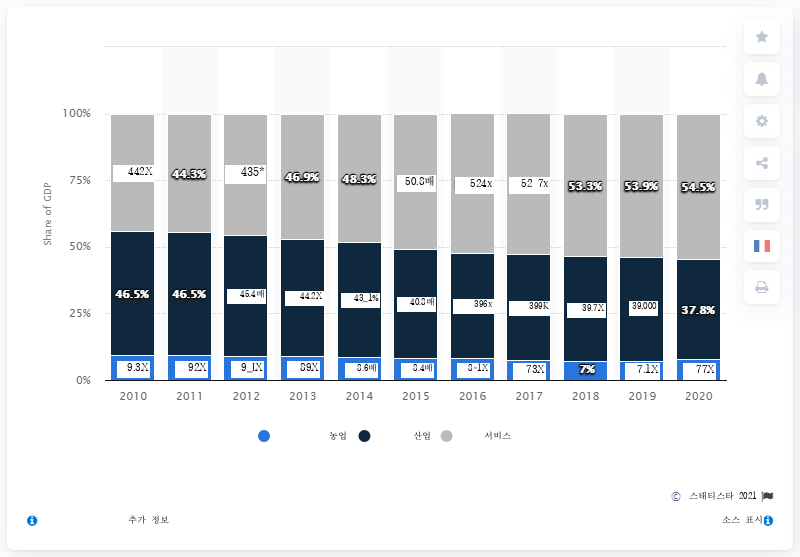 100%
75%
50%
25%
0%
Share of GDP
442X 44.3% 435* 46.9% 48.3% 50.8배 524x 52 7x 53.3% 53.9% 54.5%
46.5% 46.5% 45.4배 44.2X 43_1% 40.8배 396x 399X 39.7X 39,000 37.8%
9.3X 92X 9_1X 89X 8.6배 8.4배 8-1X 73X 7% 7.1X 77X
2010 2011 2012 2013 2014 2015 2016 2017 2018 2019 2020
농업 산업 서비스
© 스태티스타 2021
추가 정보 소스 표시